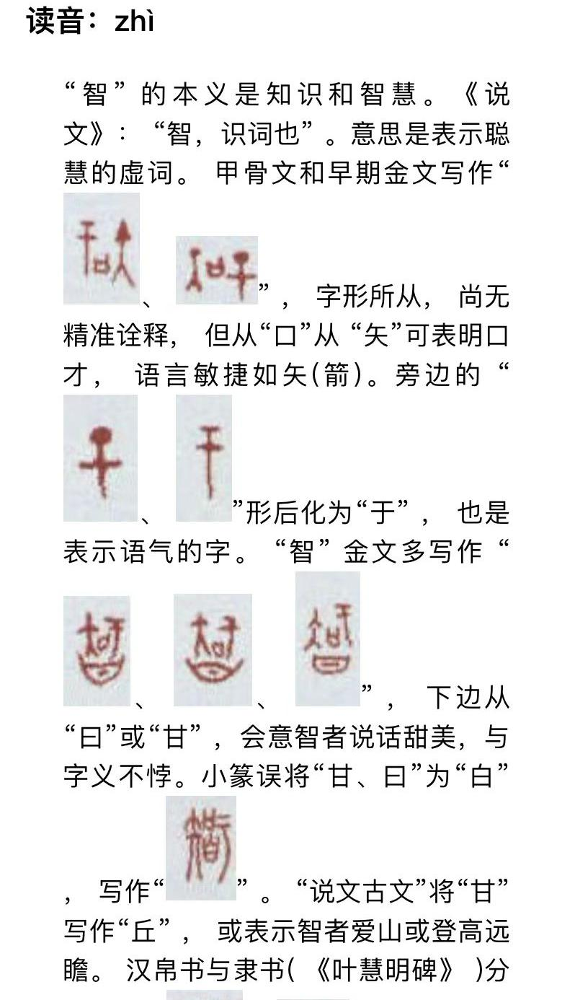 读音：zhì
“智”的本义是知识和智慧。《说
文》：“智，识词也”。意思是表示聪
慧的虚词。 甲骨文和早期金文写作“
、 ”， 字形所从， 尚无
精准诠释， 但从“口”从 “矢”可表明口
才， 语言敏捷如矢(箭)。旁边的 “
、 ”形后化为“于”， 也是
表示语气的字。 “智” 金文多写作 “
、 、 ”， 下边从
“曰”或“甘”，会意智者说话甜美，与
字义不悖。小篆误将“甘、曰”为“白”
， 写作“ ”。 “说文古文”将“甘”
写作“丘”， 或表示智者爱山或登高远
瞻。 汉帛书与隶书( 《叶慧明碑》 )分